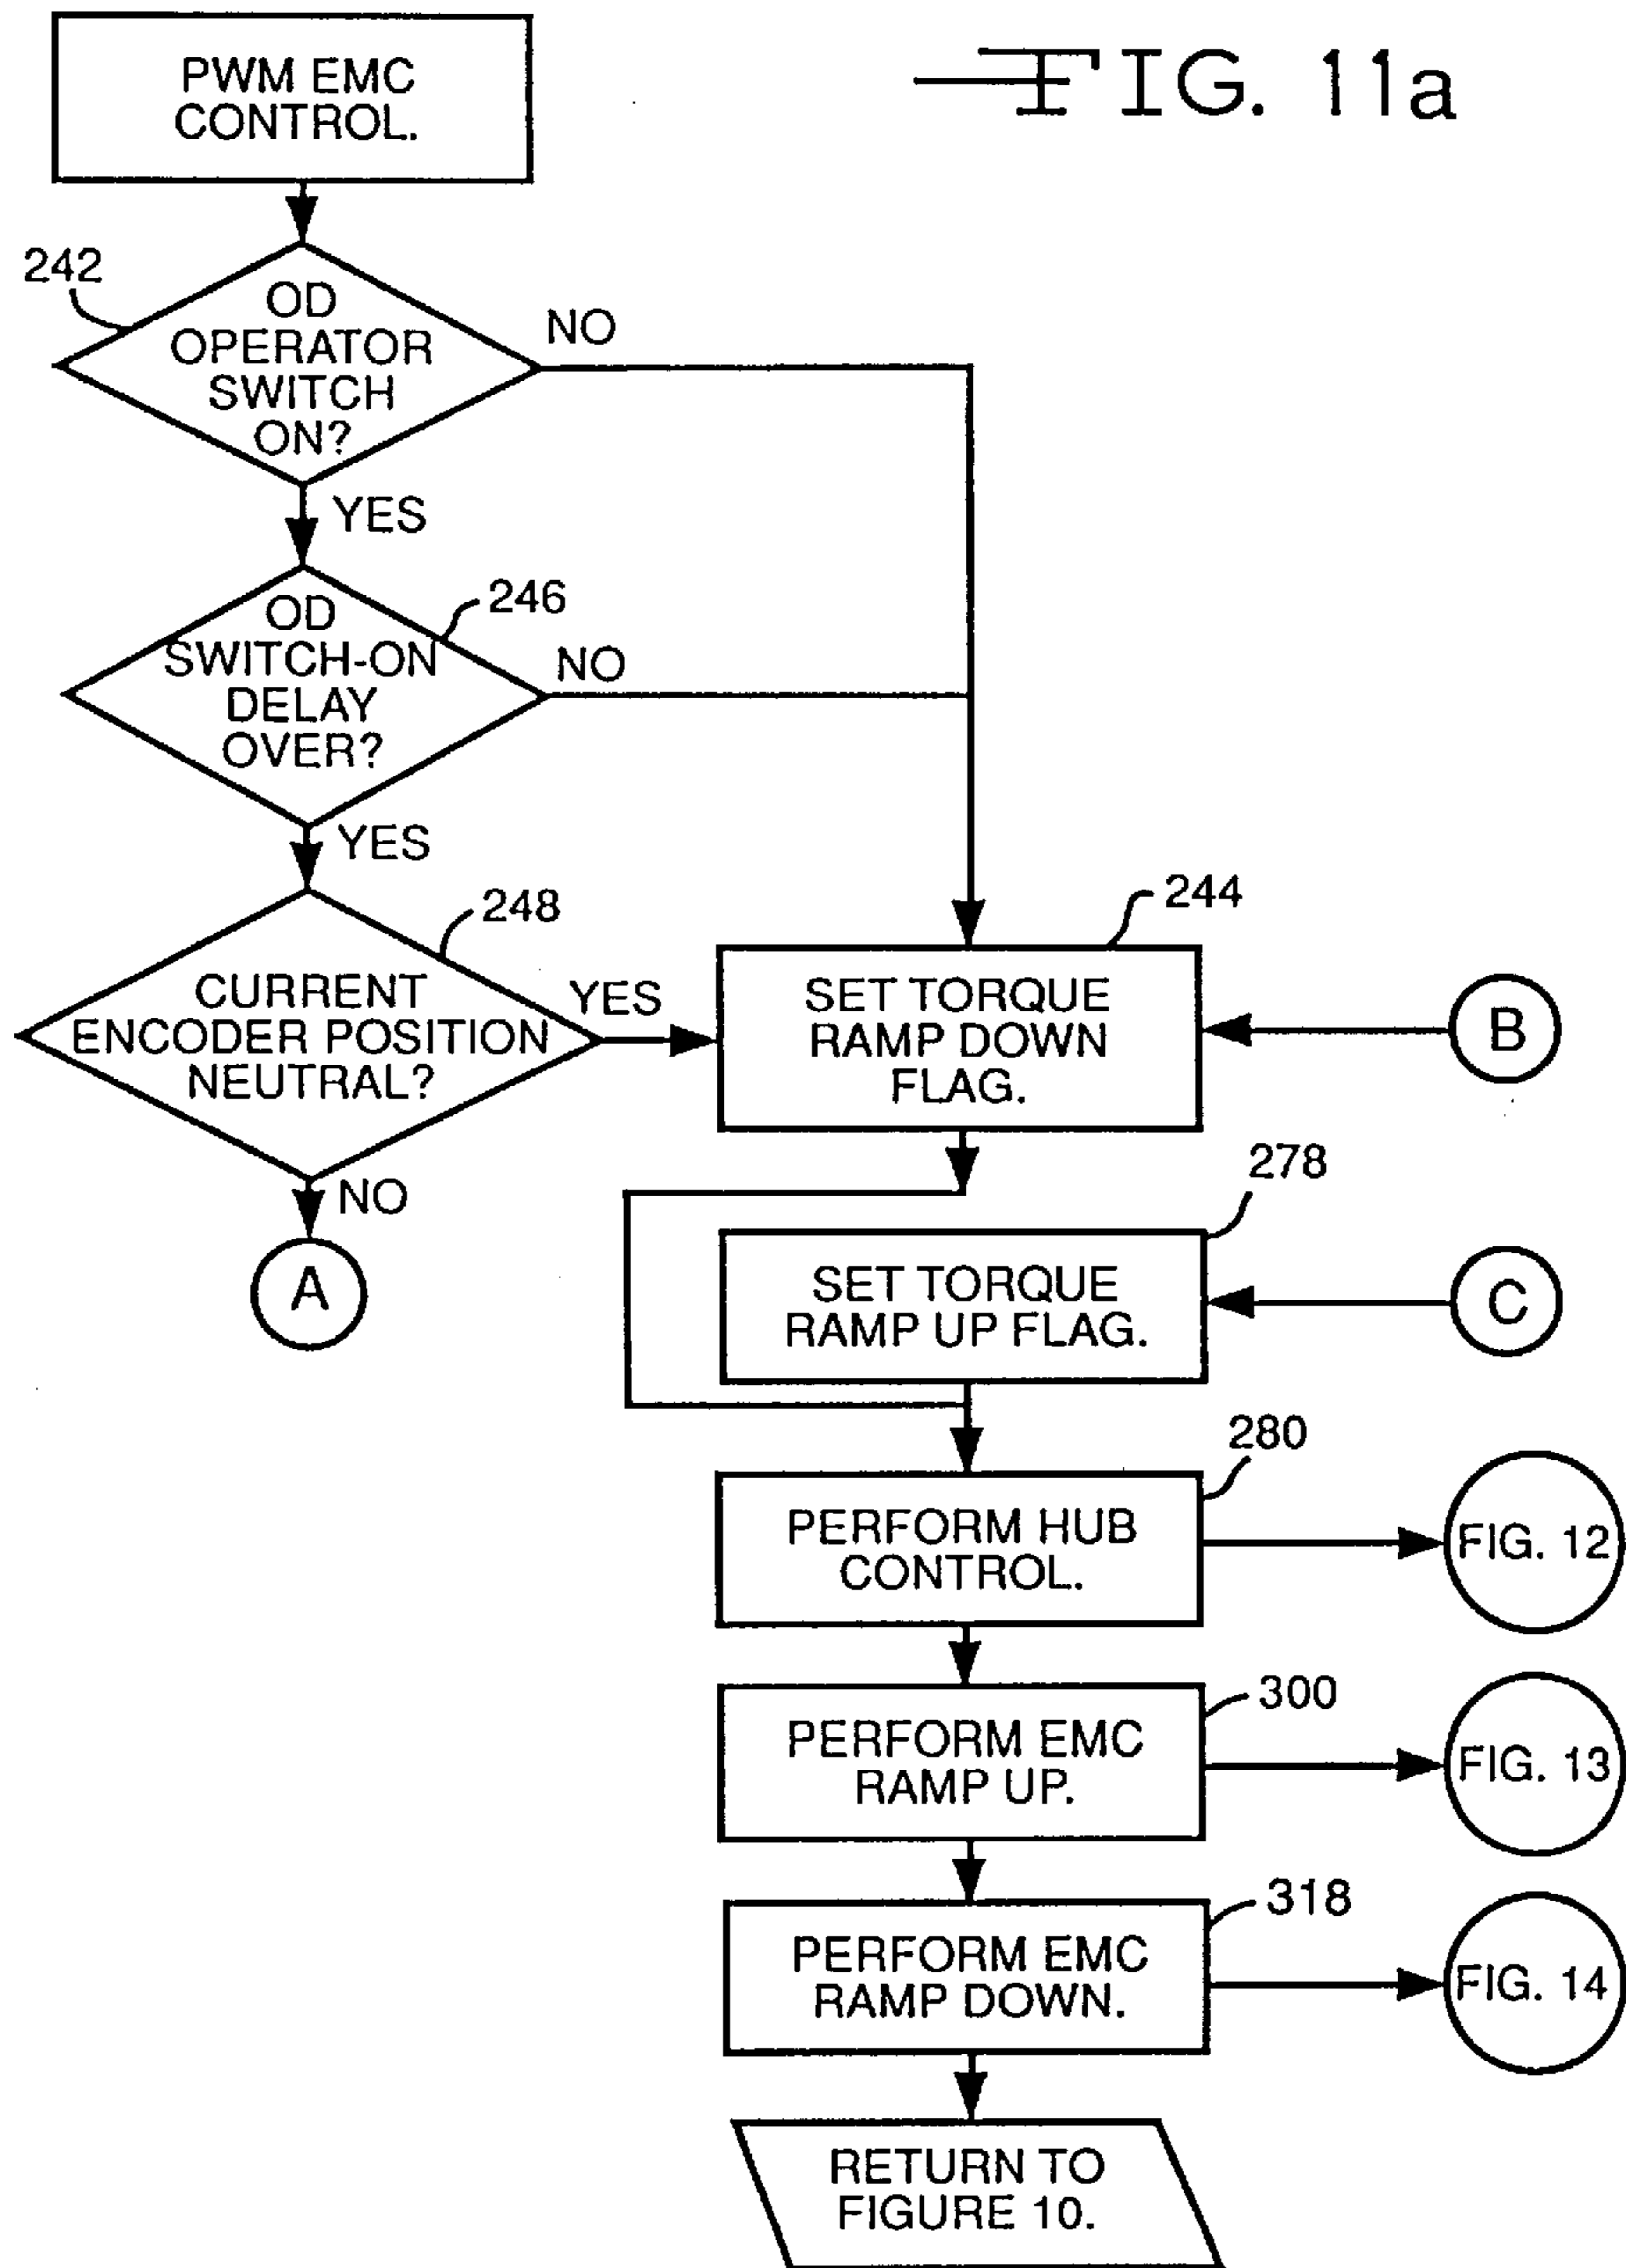 FIG. 11a
PWM EMC
CONTROL.
242
OD
OPERATOR
SWITCH
ON?
NO
YES
246
OD
SWITCH-ON
DELAY
OVER?
NO
YES
248
CURRENT
ENCODER POSITION
NEUTRAL?
YES
NO
A
244
SET TORQUE
RAMP DOWN
FLAG.
B
278
SET TORQUE
RAMP UP FLAG.
C
280
PERFORM HUB
CONTROL.
FIG. 12
300
PERFORM EMC
RAMP UP.
FIG. 13
318
PERFORM EMC
RAMP DOWN.
FIG. 14
RETURN TO
FIGURE 10.